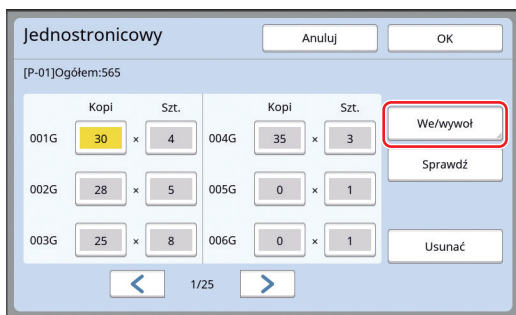 Jednostronicowy Anuluj OK
[P-01]Ogółem:565
Kopi Szt. Kopi Szt.
We/wywoł
001G 30 × 4 004G 35 × 3
Sprawdź
002G 28 × 5 005G 0 × 1
003G 25 × 8 006G 0 × 1 Usunać
1/25